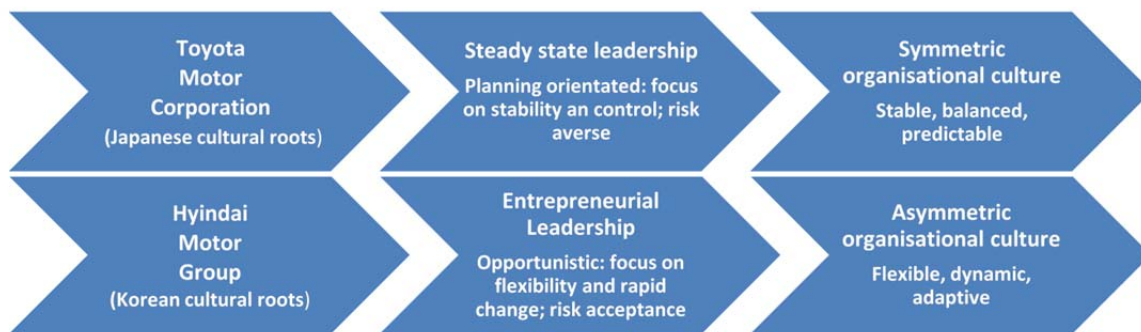 Toyota
Motor
Corporation
(Japanese cultural roots)
Steady state leadership
Planning orientated: focus
on stability an control; risk
averse
Symmetric
organisational culture
Stable, balanced,
predictable
Hyindai
Motor
Group
(Korean cultural roots)
Entrepreneurial
Leadership
Opportunistic: focus on
flexibility and rapid
change; risk acceptance
Asymmetric
organisational culture
Flexible, dynamic,
adaptive